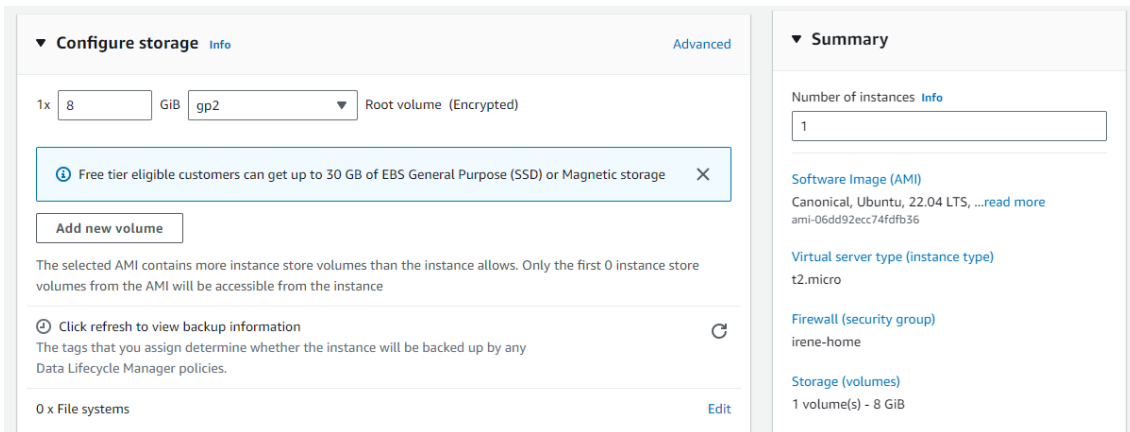 Configure storage Info
Advanced
1x 8 GiB gp2 Root volume (Encrypted)
Free tier eligible customers can get up to 30 GB of EBS General Purpose (SSD) or Magnetic storage
Add new volume
The selected AMI contains more instance store volumes than the instance allows. Only the first 0 instance store
volumes from the AMI will be accessible from the instance
Click refresh to view backup information
The tags that you assign determine whether the instance will be backed up by any
Data Lifecycle Manager policies.
0 x File systems
Edit
Summary
Number of instances Info
1
Software Image (AMI)
Canonical, Ubuntu, 22.04 LTS, ...read more
ami-06dd92ecc74fdfb36
Virtual server type (instance type)
t2.micro
Firewall (security group)
irene-home
Storage (volumes)
1 volume(s) - 8 GiB